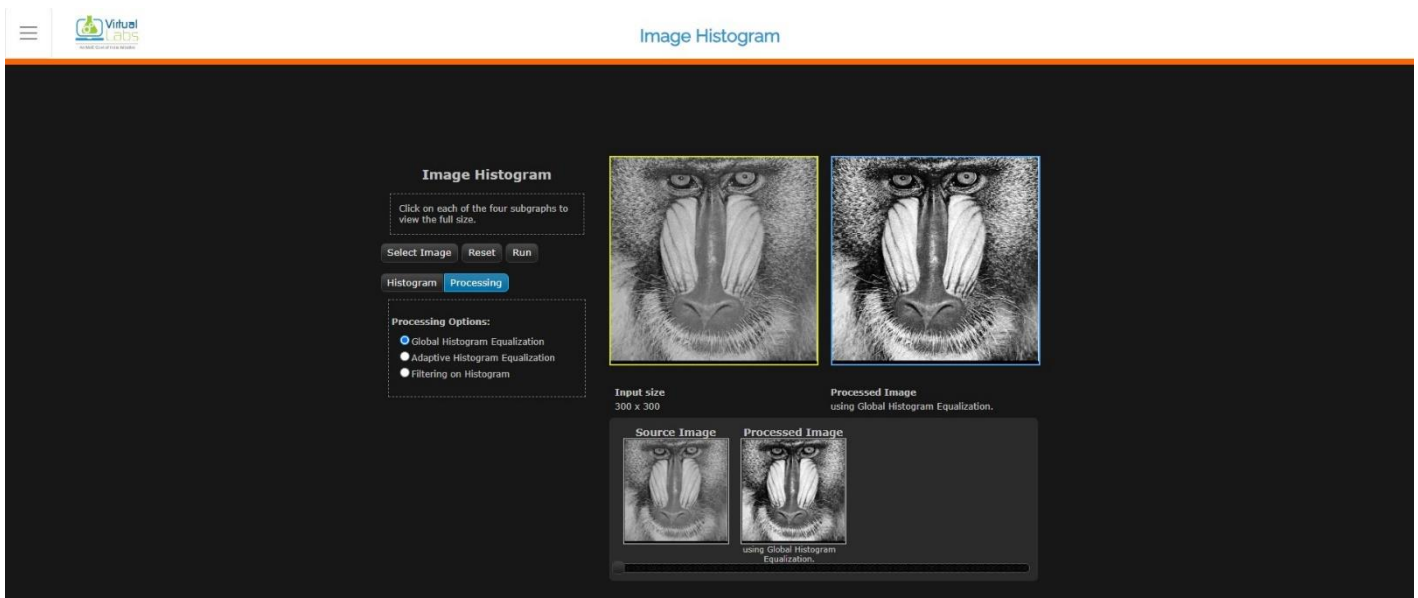 Virtual
Labs
Image Histogram
Image Histogram
Click on each of the four subgraphs to
view the full size.
Select Image Reset Run
Histogram Processing
Processing Options:
Global Histogram Equalization
Adaptive Histogram Equalization
Filtering on Histogram
Input size
300 x 300
Processed Image
using Global Histogram Equalization.
Source Image
Processed Image
using Global Histogram
Equalization.